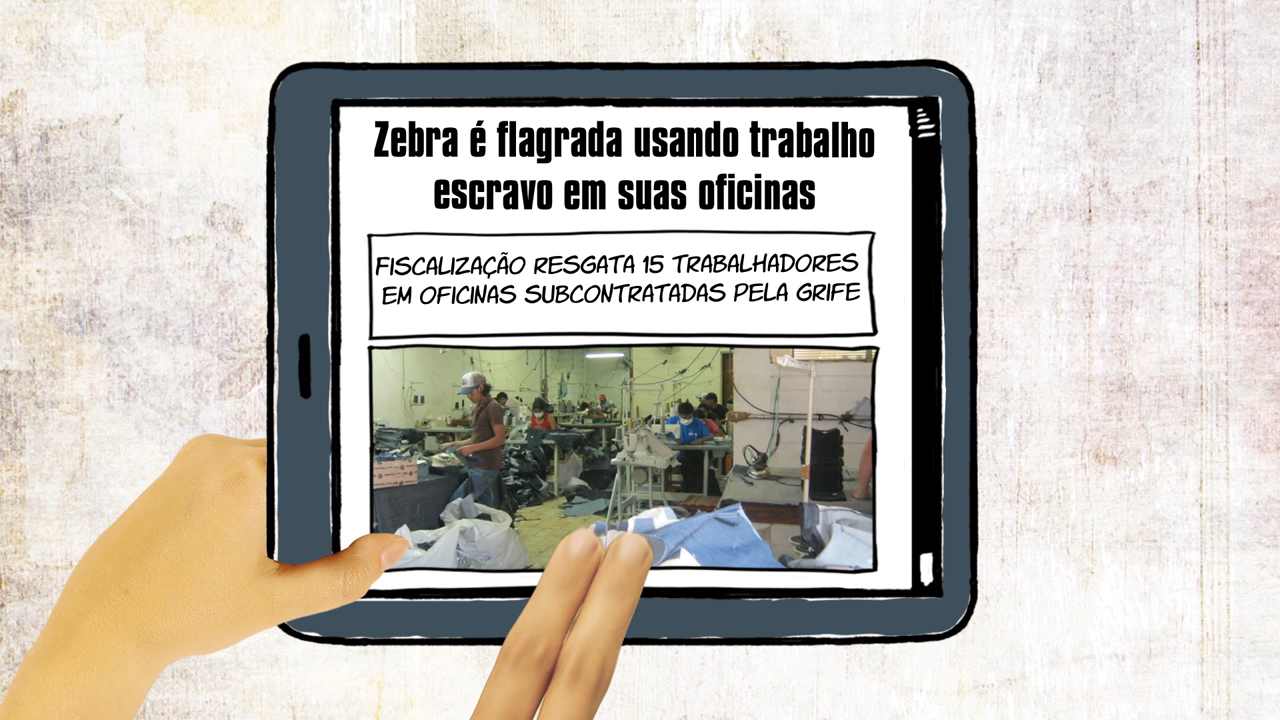 Zebra é flagrada usando trabalho
escravo em suas oficinas
FISCALIZAÇÃO RESGATA 15 TRABALHADORES
EM OFICINAS SUBCONTRATADAS PELA GRIFE